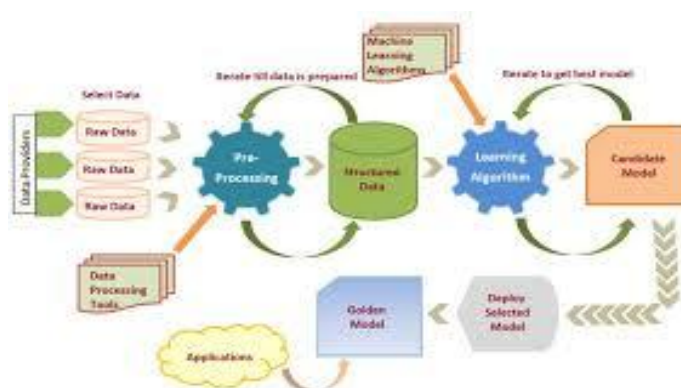 Machine
Learning
Algorithms
Iterate till data is prepared
Iterate to get best model
Select Data
Data Providers
Raw Data
Raw Data
Raw Data
Pre-
Processing
Structured
Data
Learning
Algorithm
Candidate
Model
Data
Processing
Tools
Golden
Model
Deploy
Selected
Model
Applications